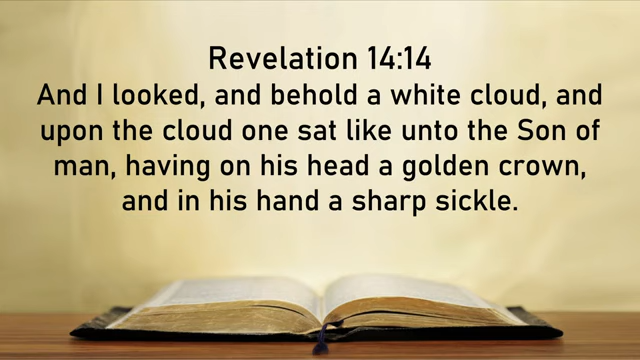 Revelation 14:14
And I looked, and behold a white cloud, and
upon the cloud one sat like unto the Son of
man, having on his head a golden crown,
and in his hand a sharp sickle.